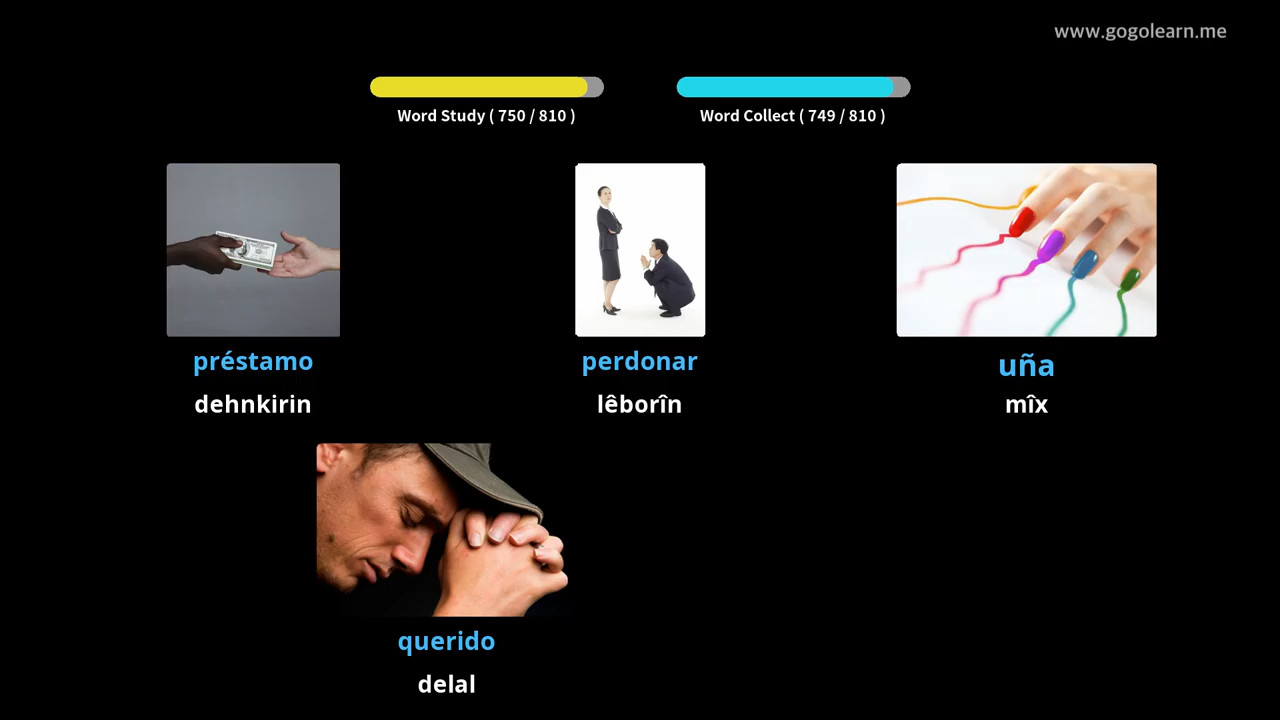 www.gogolearn.me
Word Study ( 750 / 810 )
Word Collect ( 749 / 810 )
préstamo
dehnkirin
perdonar
lêborîn
uña
mîx
querido
delal